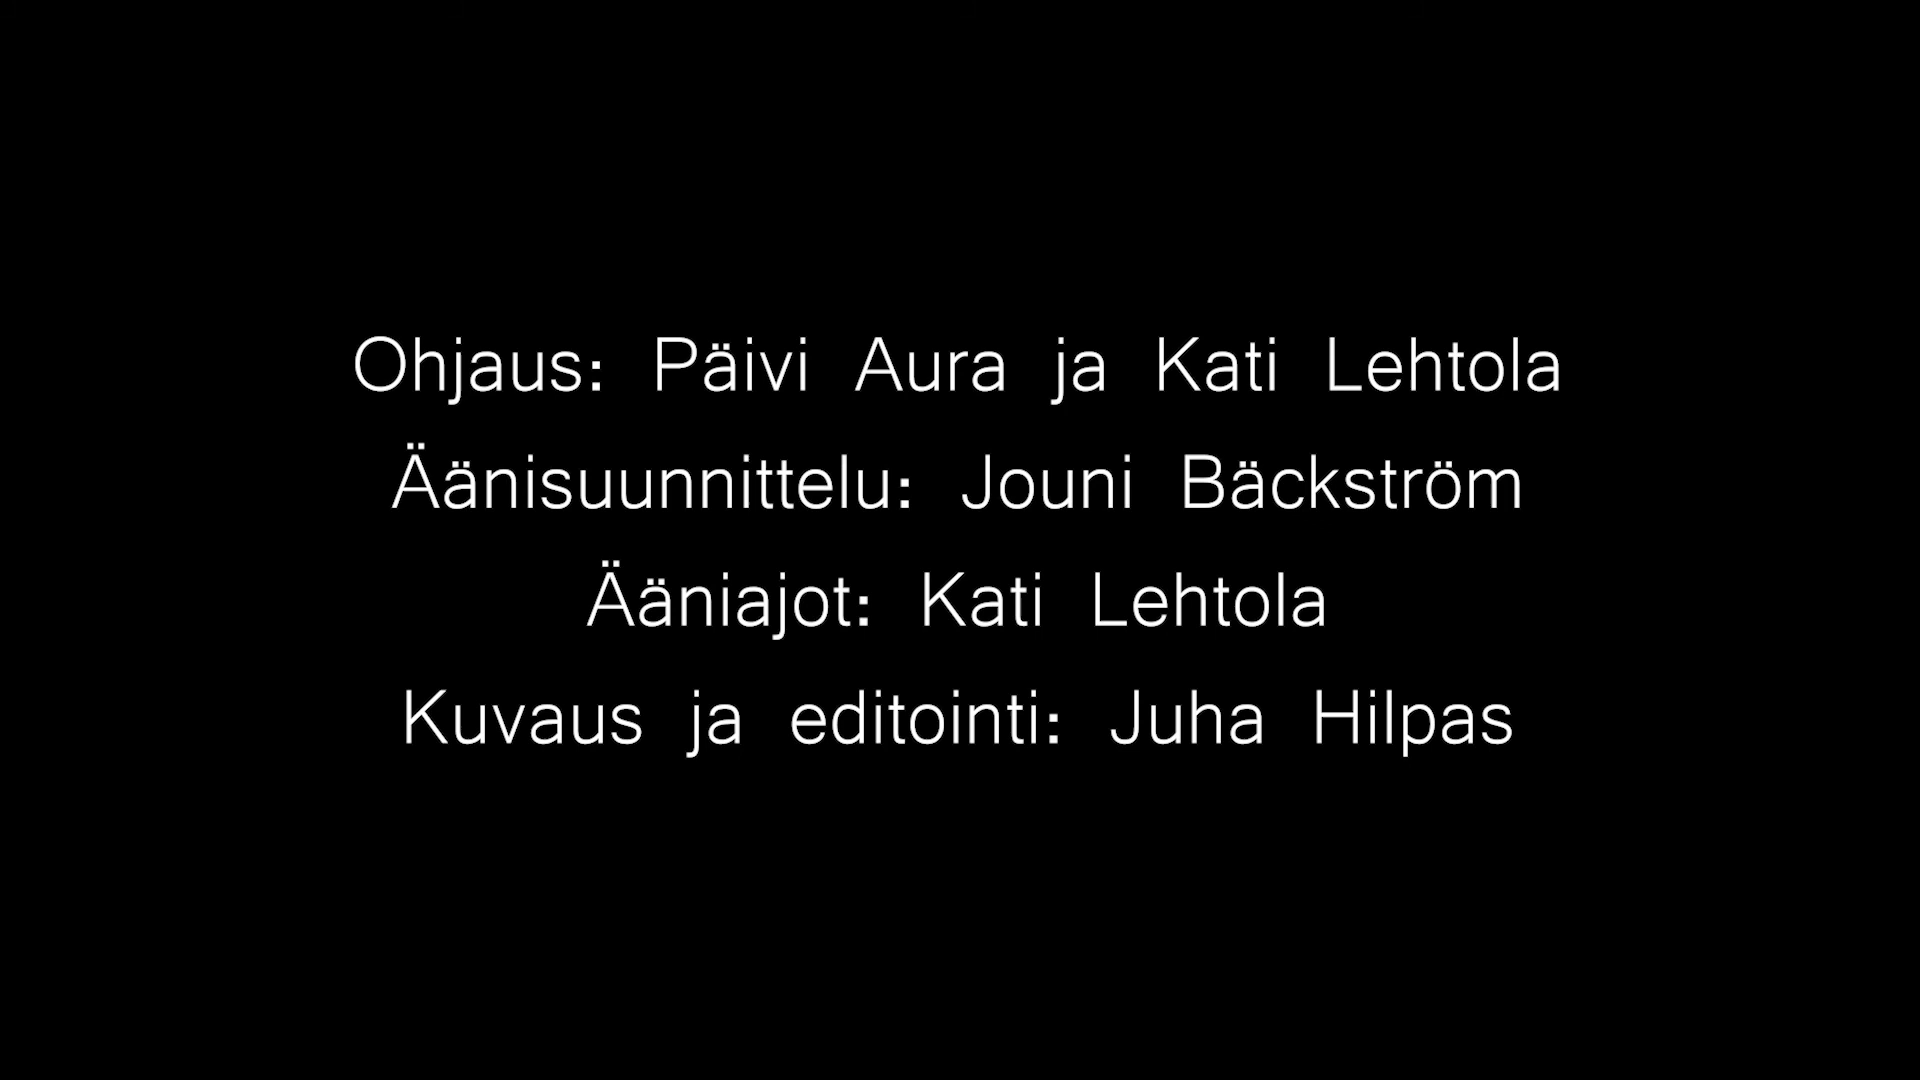 Ohjaus: Päivi Aura ja Kati Lehtola
Äänisuunnittelu: Jouni Bäckström
Ääniajot: Kati Lehtola
Kuvaus ja editointi: Juha Hilpas